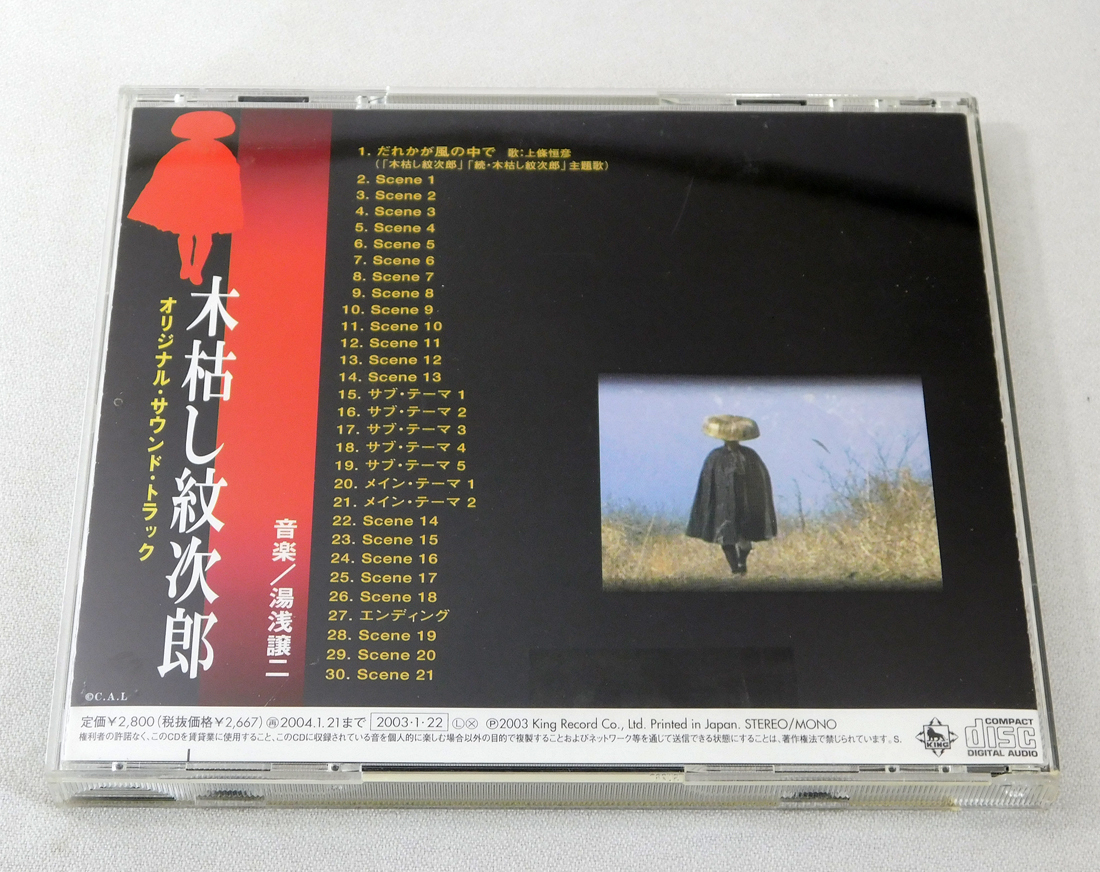 木枯し紋次郎
オリジナル・サウンド・トラック
音楽／湯浅譲二
©C.A.L
1. だれかが風の中で 歌:上條恒彦
(「木枯し紋次郎」「続・木枯し紋次郎」主題歌)
2. Scene 1
3. Scene 2
4. Scene 3
5. Scene 4
6. Scene 5
7. Scene 6
8. Scene 7
9. Scene 8
10. Scene 9
11. Scene 10
12. Scene 11
13. Scene 12
14. Scene 13
15. サブ・テーマ 1
16. サブ・テーマ 2
17. サブ・テーマ 3
18. サブ・テーマ 4
19. サブ・テーマ 5
20. メイン・テーマ 1
21. メイン・テーマ 2
22. Scene 14
23. Scene 15
24. Scene 16
25. Scene 17
26. Scene 18
27. エンディング
28. Scene 19
29. Scene 20
30. Scene 21
定価¥2,800(税抜価格¥2,667) 再2004.1.21まで 2003・1・22 Ⓛ ⓧ ℗2003 King Record Co., Ltd. Printed in Japan. STEREO/MONO
権利者の許諾なく、このCDを賃貸業に使用すること、このCDに収録されている音を個人的に楽しむ場合以外の目的で複製することおよびネットワーク等を通じて送信できる状態にすることは、著作権法で禁じられています。S.
KING
COMPACT
disc
DIGITAL AUDIO